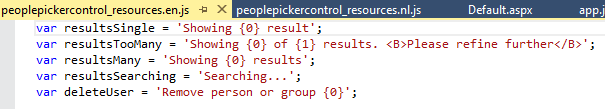 peoplepickercontrol_resources.en.js peoplepickercontrol_resources.nl.js Default.aspx app.j
var resultsSingle = 'Showing {0} result';
var resultsTooMany = 'Showing {0} of {1} results. <B>Please refine further</B>';
var resultsMany = 'Showing {0} results';
var resultsSearching = 'Searching...';
var deleteUser = 'Remove person or group {0}';